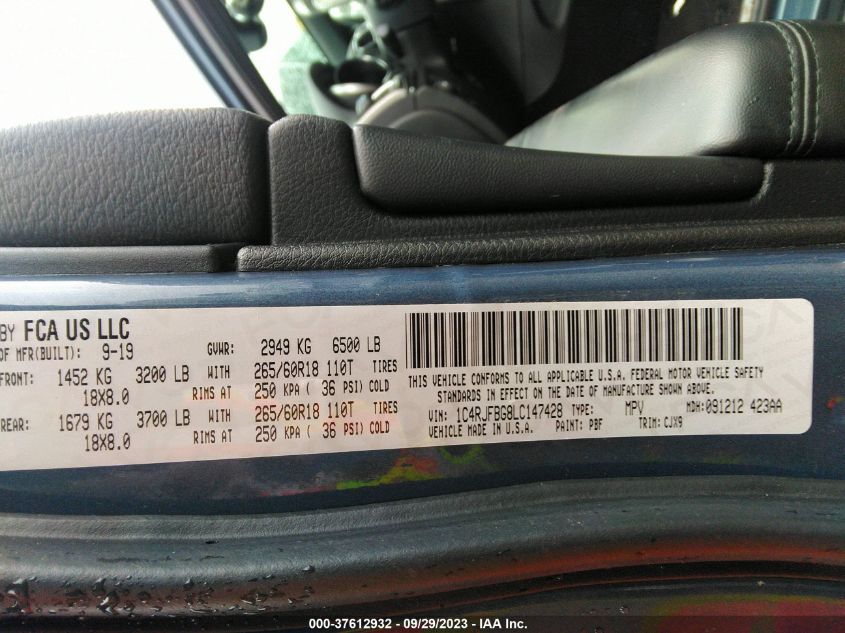 BY FCA US LLC
OF MFR(BUILT): 9-19 GVWR: 2949 KG 6500 LB
FRONT: 1452 KG 3200 LB WITH 265/60R18 110T TIRES
18X8.0 RIMS AT 250 KPA ( 36 PSI) COLD
REAR: 1679 KG 3700 LB WITH 265/60R18 110T TIRES
18X8.0 RIMS AT 250 KPA ( 36 PSI) COLD
THIS VEHICLE CONFORMS TO ALL APPLICABLE U.S.A. FEDERAL MOTOR VEHICLE SAFETY
STANDARDS IN EFFECT ON THE DATE OF MANUFACTURE SHOWN ABOVE.
VIN: 1C4RJFBG8LC147428 TYPE: MPV MDH: 091212 423AA
VEHICLE MADE IN U.S.A. PAINT: PBF TRIM: CJX9
000-37612932 - 09/29/2023 - IAA Inc.